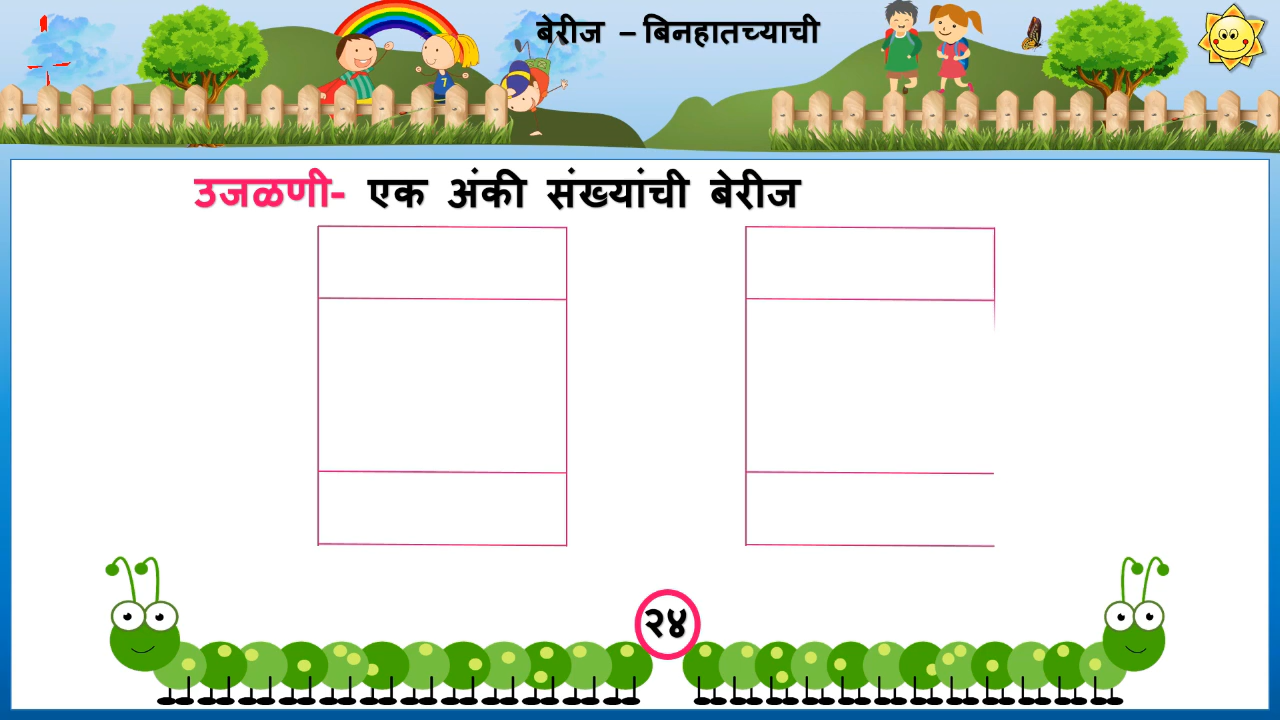 बेरीज – बिनहातच्याची
उजळणी- एक अंकी संख्यांची बेरीज
२४